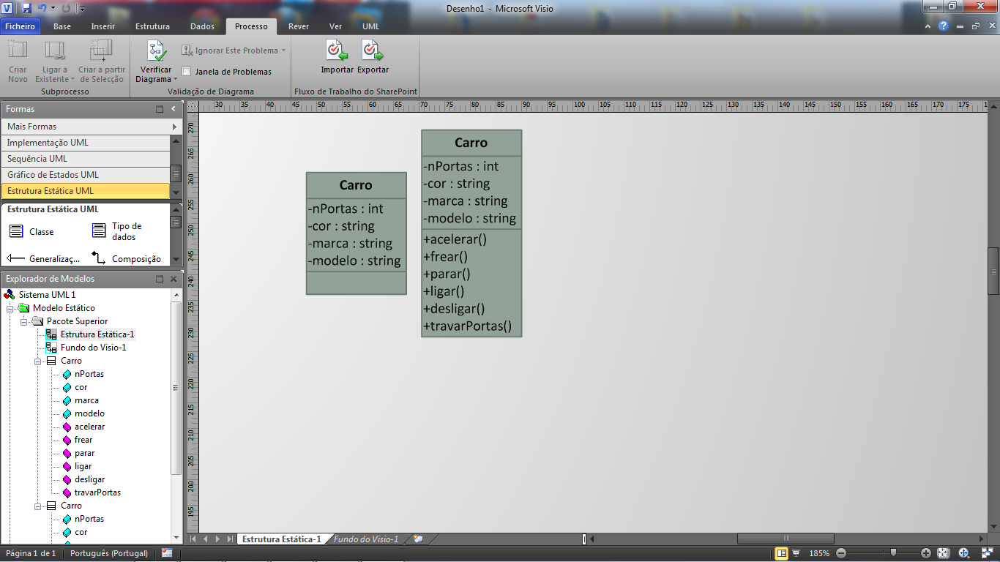 Desenho1 - Microsoft Visio
Ficheiro Base Inserir Estrutura Dados Processo Rever Ver UML
Criar Novo
Ligar a Existente
Criar a partir de Selecção
Subprocesso
Verificar Diagrama
Ignorar Este Problema
Janela de Problemas
Validação de Diagrama
Importar Exportar
Fluxo de Trabalho do SharePoint
Formas
Mais Formas
Implementação UML
Sequência UML
Gráfico de Estados UML
Estrutura Estática UML
Estrutura Estática UML
Classe
Tipo de dados
Generalizaç...
Composição
Explorador de Modelos
Sistema UML 1
Modelo Estático
Pacote Superior
Estrutura Estática-1
Fundo do Visio-1
Carro
nPortas
cor
marca
modelo
acelerar
frear
parar
ligar
desligar
travarPortas
Carro
nPortas
cor
30 35 40 45 50 55 60 65 70 75 80 85 90 95 100 105 110 115 120 125 130 135 140 145 150 155 160 165 170 175
270
265
260
255
250
245
240
235
230
225
220
215
210
205
200
195
Carro
-nPortas : int
-cor : string
-marca : string
-modelo : string
Carro
-nPortas : int
-cor : string
-marca : string
-modelo : string
+acelerar()
+frear()
+parar()
+ligar()
+desligar()
+travarPortas()
Estrutura Estática-1 Fundo do Visio-1
Página 1 de 1 Português (Portugal) 185%